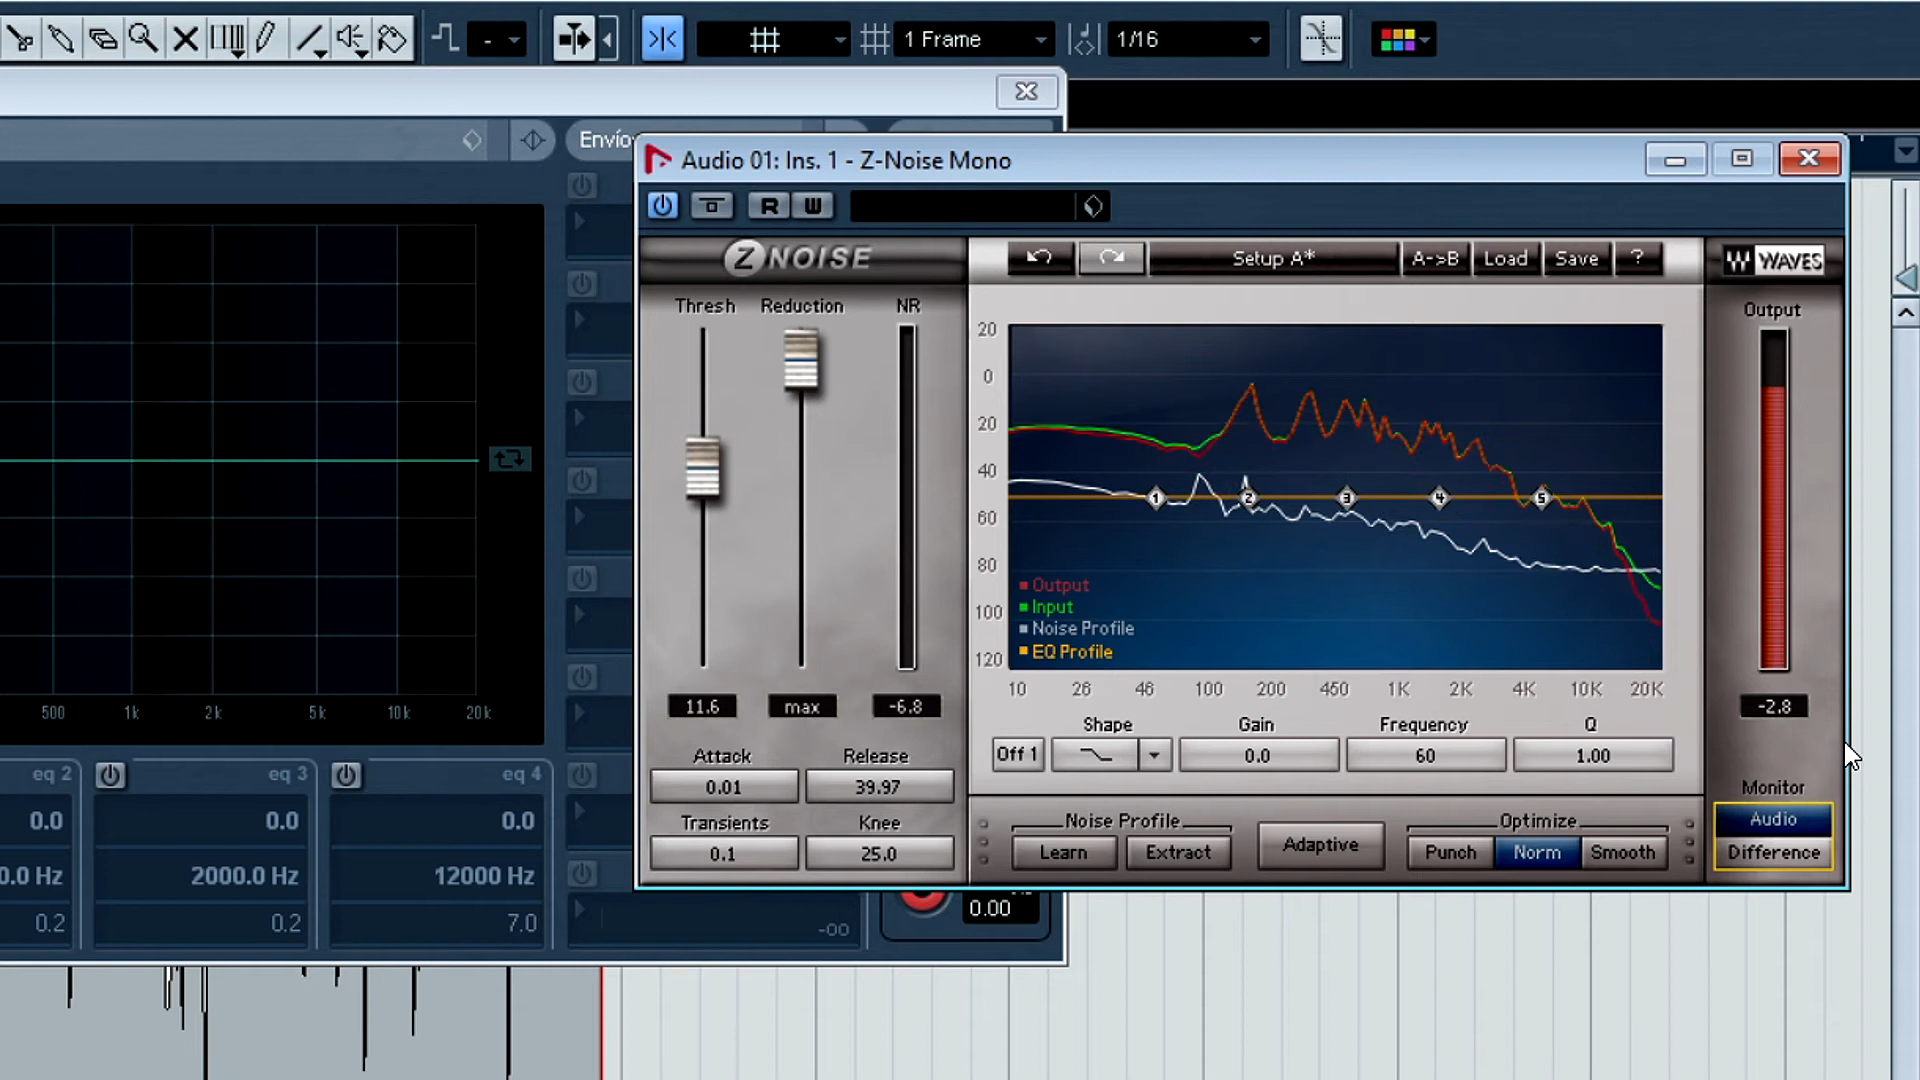 -
1 Frame
1/16
Envío
Audio 01: Ins. 1 - Z-Noise Mono
R W
Z NOISE
Setup A*
A->B
Load
Save
?
WAVES
Thresh
Reduction
NR
Output
20
0
20
40
60
80
100
120
1
2
3
4
5
Output
Input
Noise Profile
EQ Profile
10 26 46 100 200 450 1K 2K 4K 10K 20K
11.6
max
-6.8
-2.8
500 1k 2k 5k 10k 20k
Shape
Gain
Frequency
Q
Off 1
0.0
60
1.00
Attack
Release
0.01
39.97
Transients
Knee
0.1
25.0
Noise Profile
Learn
Extract
Adaptive
Optimize
Punch
Norm
Smooth
Monitor
Audio
Difference
eq 2
eq 3
eq 4
0.0
0.0
0.0
0.0 Hz
2000.0 Hz
12000 Hz
0.2
0.2
7.0
-oo
0.00